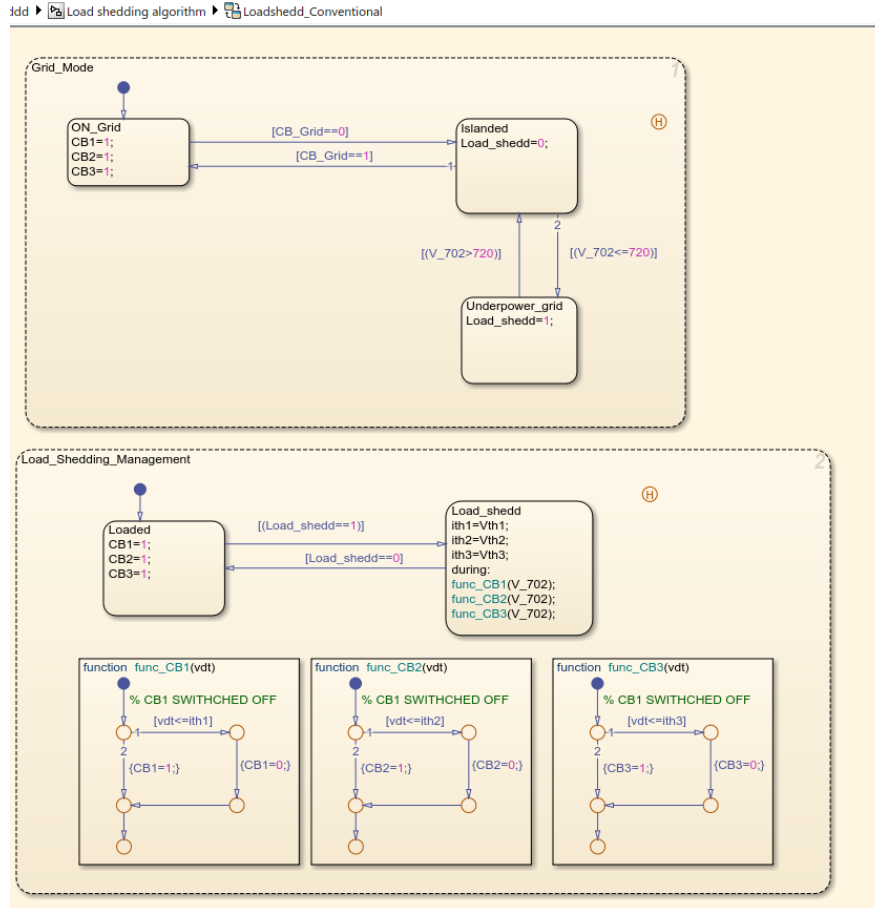 ddd ▶ Load shedding algorithm ▶ Loadshedd_Conventional
Grid_Mode
1
ON_Grid
CB1=1;
CB2=1;
CB3=1;
[CB_Grid==0]
[CB_Grid==1]
1
Islanded
Load_shedd=0;
H
2
[(V_702>720)]
[(V_702<=720)]
Underpower_grid
Load_shedd=1;
Load_Shedding_Management
2
Loaded
CB1=1;
CB2=1;
CB3=1;
[(Load_shedd==1)]
[Load_shedd==0]
Load_shedd
ith1=Vth1;
ith2=Vth2;
ith3=Vth3;
during:
func_CB1(V_702);
func_CB2(V_702);
func_CB3(V_702);
H
function func_CB1(vdt)
% CB1 SWITHCHED OFF
[vdt<=ith1]
1
2
{CB1=1;}
{CB1=0;}
function func_CB2(vdt)
% CB1 SWITHCHED OFF
[vdt<=ith2]
1
2
{CB2=1;}
{CB2=0;}
function func_CB3(vdt)
% CB1 SWITHCHED OFF
[vdt<=ith3]
1
2
{CB3=1;}
{CB3=0;}